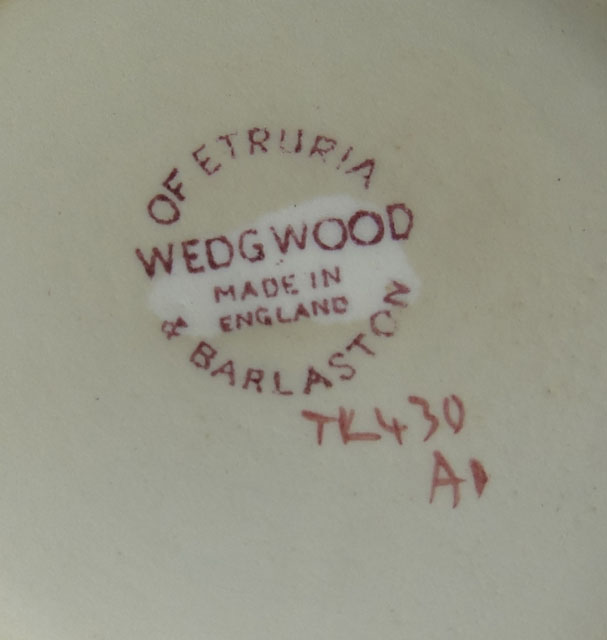 OF ETRURIA
WEDGWOOD
MADE IN
ENGLAND
& BARLASTON
TK430